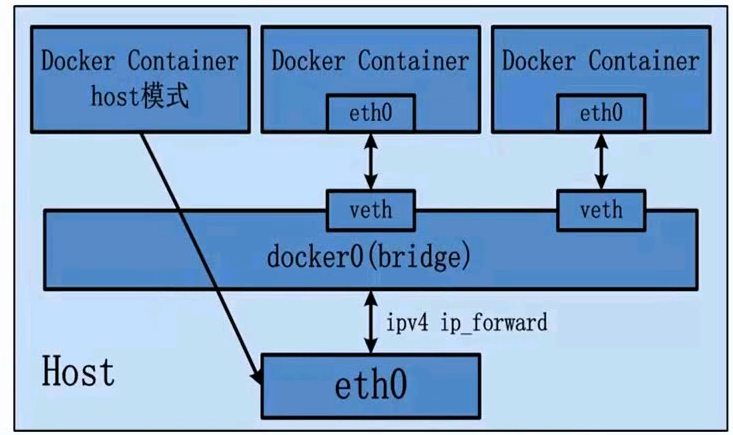 Docker Container
host模式
Docker Container
eth0
Docker Container
eth0
veth
veth
docker0(bridge)
ipv4 ip_forward
Host
eth0